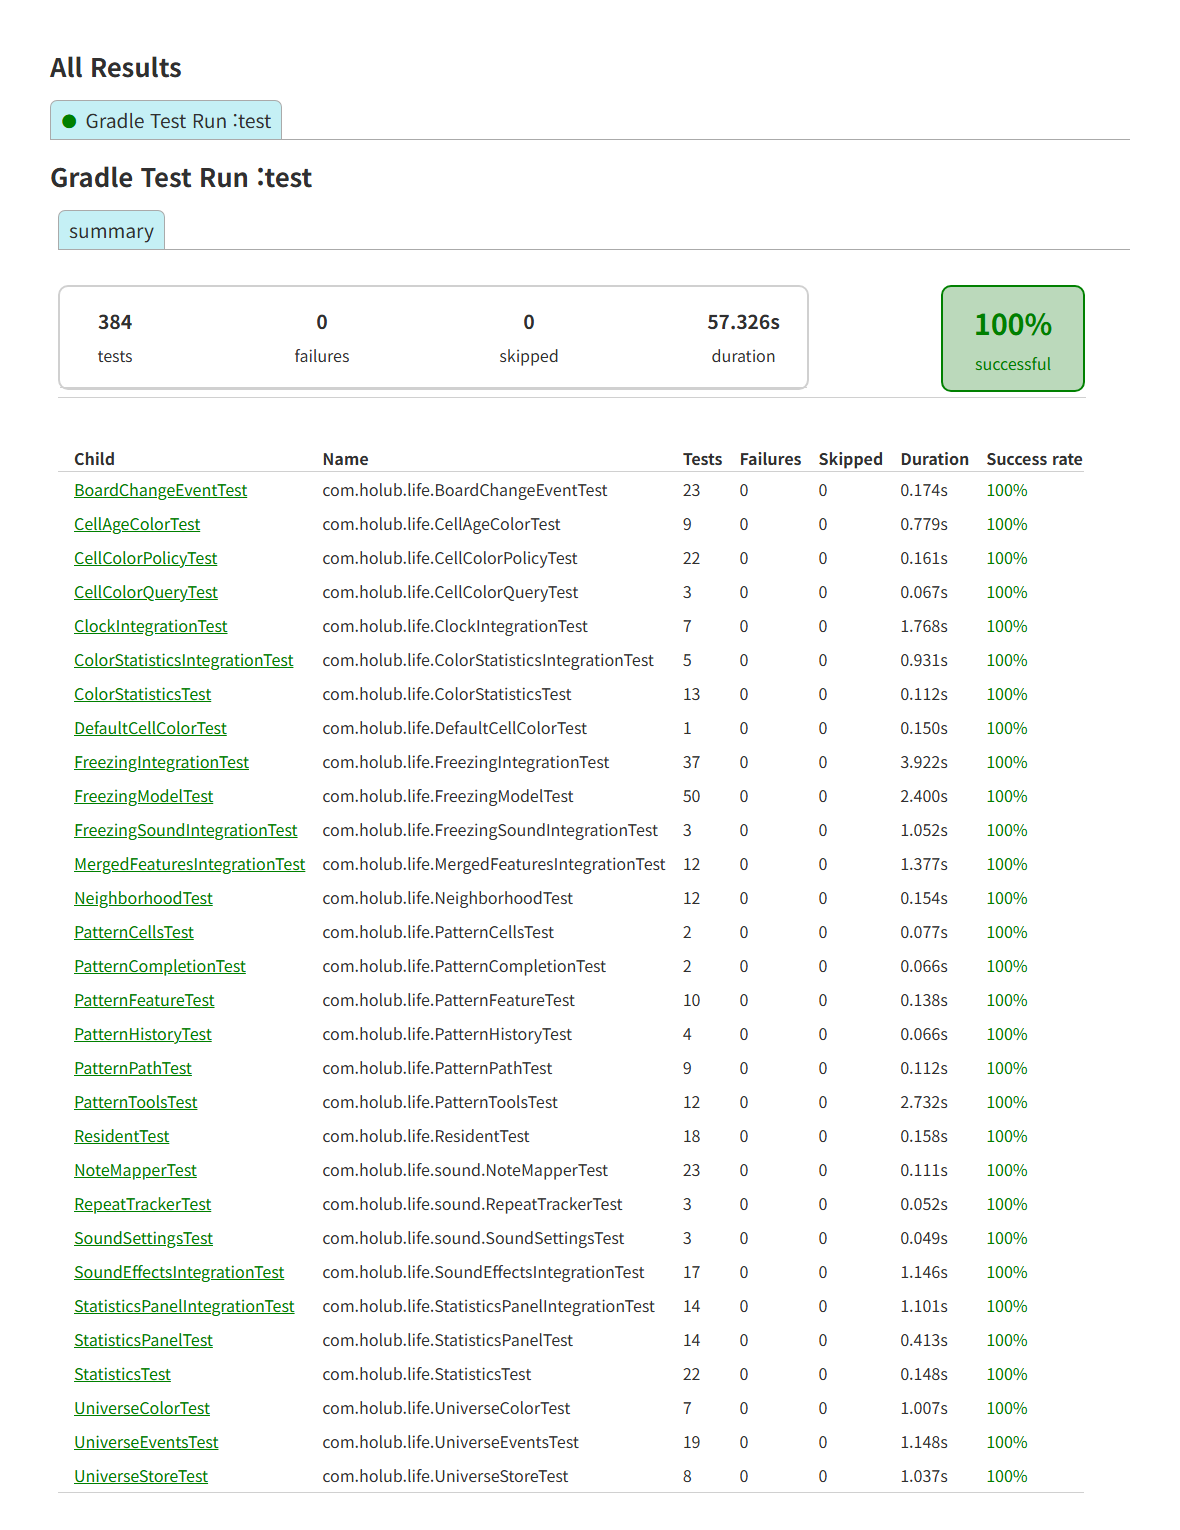 All Results
Gradle Test Run :test
Gradle Test Run :test
summary
384 0 0 57.326s 100%
tests failures skipped duration successful
Child Name Tests Failures Skipped Duration Success rate
BoardChangeEventTest com.holub.life.BoardChangeEventTest 23 0 0 0.174s 100%
CellAgeColorTest com.holub.life.CellAgeColorTest 9 0 0 0.779s 100%
CellColorPolicyTest com.holub.life.CellColorPolicyTest 22 0 0 0.161s 100%
CellColorQueryTest com.holub.life.CellColorQueryTest 3 0 0 0.067s 100%
ClockIntegrationTest com.holub.life.ClockIntegrationTest 7 0 0 1.768s 100%
ColorStatisticsIntegrationTest com.holub.life.ColorStatisticsIntegrationTest 5 0 0 0.931s 100%
ColorStatisticsTest com.holub.life.ColorStatisticsTest 13 0 0 0.112s 100%
DefaultCellColorTest com.holub.life.DefaultCellColorTest 1 0 0 0.150s 100%
FreezingIntegrationTest com.holub.life.FreezingIntegrationTest 37 0 0 3.922s 100%
FreezingModelTest com.holub.life.FreezingModelTest 50 0 0 2.400s 100%
FreezingSoundIntegrationTest com.holub.life.FreezingSoundIntegrationTest 3 0 0 1.052s 100%
MergedFeaturesIntegrationTest com.holub.life.MergedFeaturesIntegrationTest 12 0 0 1.377s 100%
NeighborhoodTest com.holub.life.NeighborhoodTest 12 0 0 0.154s 100%
PatternCellsTest com.holub.life.PatternCellsTest 2 0 0 0.077s 100%
PatternCompletionTest com.holub.life.PatternCompletionTest 2 0 0 0.066s 100%
PatternFeatureTest com.holub.life.PatternFeatureTest 10 0 0 0.138s 100%
PatternHistoryTest com.holub.life.PatternHistoryTest 4 0 0 0.066s 100%
PatternPathTest com.holub.life.PatternPathTest 9 0 0 0.112s 100%
PatternToolsTest com.holub.life.PatternToolsTest 12 0 0 2.732s 100%
ResidentTest com.holub.life.ResidentTest 18 0 0 0.158s 100%
NoteMapperTest com.holub.life.sound.NoteMapperTest 23 0 0 0.111s 100%
RepeatTrackerTest com.holub.life.sound.RepeatTrackerTest 3 0 0 0.052s 100%
SoundSettingsTest com.holub.life.sound.SoundSettingsTest 3 0 0 0.049s 100%
SoundEffectsIntegrationTest com.holub.life.SoundEffectsIntegrationTest 17 0 0 1.146s 100%
StatisticsPanelIntegrationTest com.holub.life.StatisticsPanelIntegrationTest 14 0 0 1.101s 100%
StatisticsPanelTest com.holub.life.StatisticsPanelTest 14 0 0 0.413s 100%
StatisticsTest com.holub.life.StatisticsTest 22 0 0 0.148s 100%
UniverseColorTest com.holub.life.UniverseColorTest 7 0 0 1.007s 100%
UniverseEventsTest com.holub.life.UniverseEventsTest 19 0 0 1.148s 100%
UniverseStoreTest com.holub.life.UniverseStoreTest 8 0 0 1.037s 100%